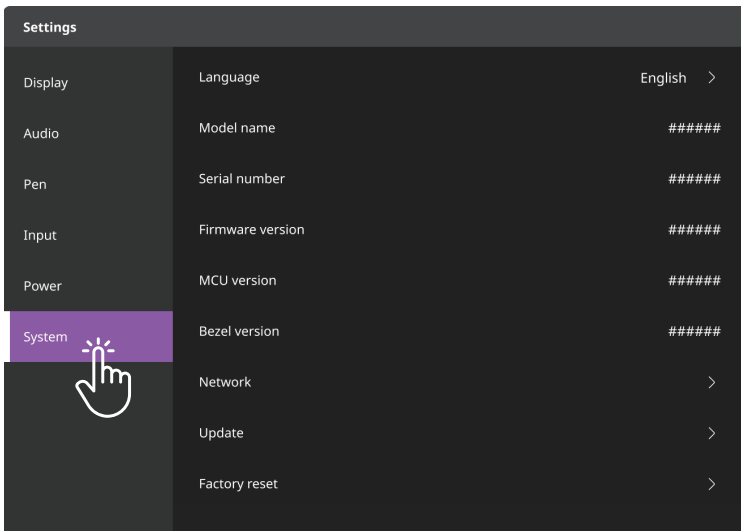 Settings
Display
Audio
Pen
Input
Power
System
Language English
Model name ######
Serial number ######
Firmware version ######
MCU version ######
Bezel version ######
Network
Update
Factory reset